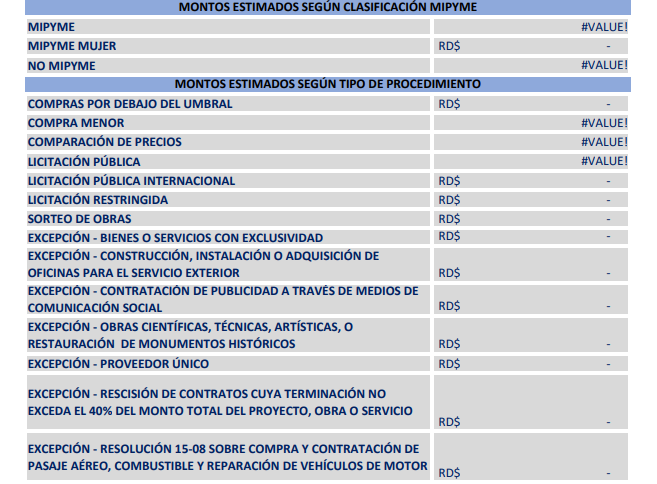 MONTOS ESTIMADOS SEGÚN CLASIFICACIÓN MIPYME
MIPYME #VALUE!
MIPYME MUJER RD$ -
NO MIPYME #VALUE!
MONTOS ESTIMADOS SEGÚN TIPO DE PROCEDIMIENTO
COMPRAS POR DEBAJO DEL UMBRAL RD$ -
COMPRA MENOR #VALUE!
COMPARACIÓN DE PRECIOS #VALUE!
LICITACIÓN PÚBLICA #VALUE!
LICITACIÓN PÚBLICA INTERNACIONAL RD$ -
LICITACIÓN RESTRINGIDA RD$ -
SORTEO DE OBRAS RD$ -
EXCEPCIÓN - BIENES O SERVICIOS CON EXCLUSIVIDAD RD$ -
EXCEPCIÓN - CONSTRUCCIÓN, INSTALACIÓN O ADQUISICIÓN DE
OFICINAS PARA EL SERVICIO EXTERIOR RD$ -
EXCEPCIÓN - CONTRATACIÓN DE PUBLICIDAD A TRAVÉS DE MEDIOS DE
COMUNICACIÓN SOCIAL RD$ -
EXCEPCIÓN - OBRAS CIENTÍFICAS, TÉCNICAS, ARTÍSTICAS, O
RESTAURACIÓN DE MONUMENTOS HISTÓRICOS RD$ -
EXCEPCIÓN - PROVEEDOR ÚNICO RD$ -
EXCEPCIÓN - RESCISIÓN DE CONTRATOS CUYA TERMINACIÓN NO
EXCEDA EL 40% DEL MONTO TOTAL DEL PROYECTO, OBRA O SERVICIO
RD$ -
EXCEPCIÓN - RESOLUCIÓN 15-08 SOBRE COMPRA Y CONTRATACIÓN DE
PASAJE AÉREO, COMBUSTIBLE Y REPARACIÓN DE VEHÍCULOS DE MOTOR
RD$ -